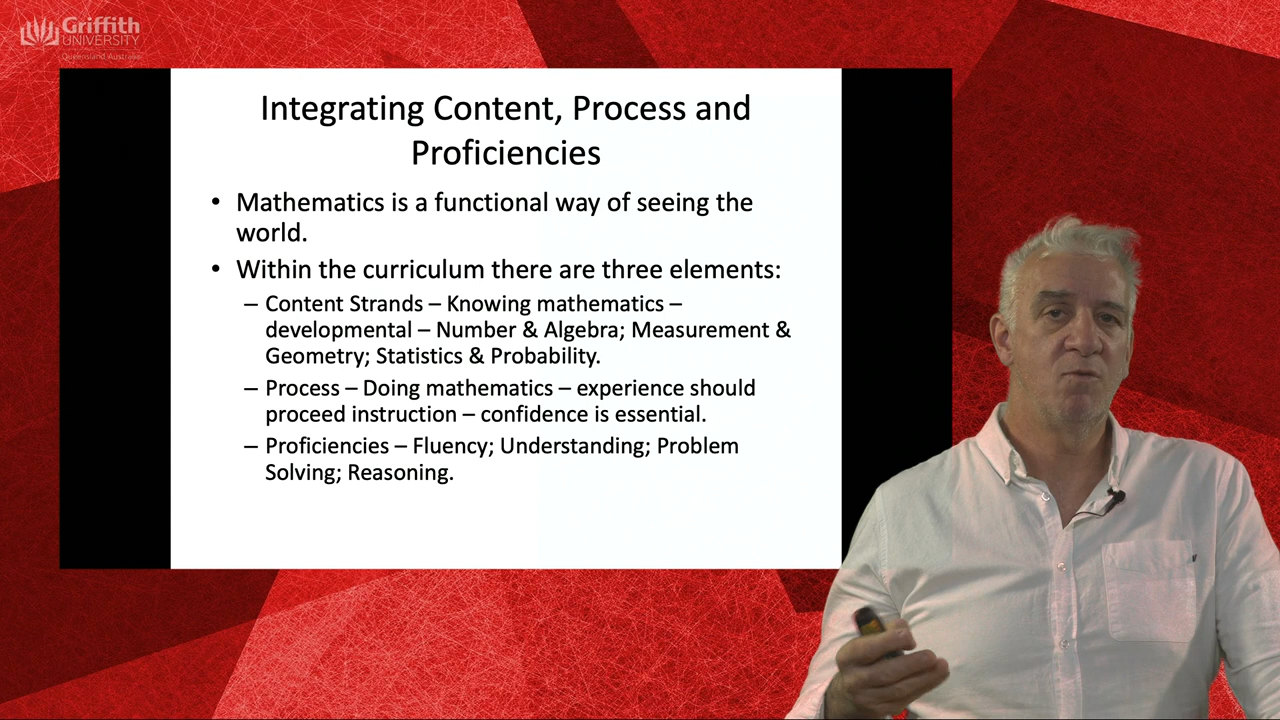 Griffith
UNIVERSITY
Queensland, Australia
Integrating Content, Process and
Proficiencies
• Mathematics is a functional way of seeing the
world.
• Within the curriculum there are three elements:
– Content Strands – Knowing mathematics –
developmental – Number & Algebra; Measurement &
Geometry; Statistics & Probability.
– Process – Doing mathematics – experience should
proceed instruction – confidence is essential.
– Proficiencies – Fluency; Understanding; Problem
Solving; Reasoning.